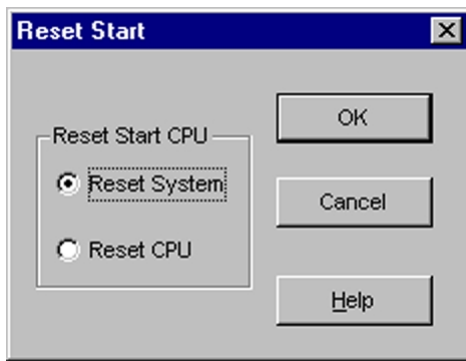 Reset Start
Reset Start CPU
Reset System
Reset CPU
OK
Cancel
Help